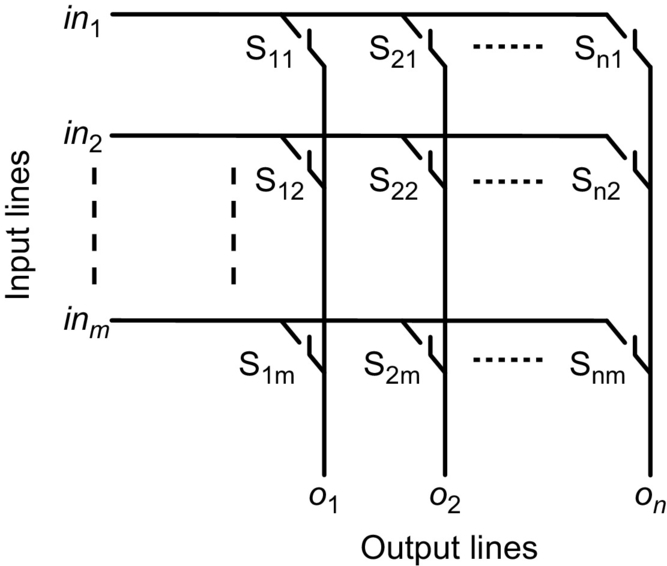 in1
S11 S21 Sn1
in2
S12 S22 Sn2
inm
S1m S2m Snm
o1 o2 on
Input lines
Output lines